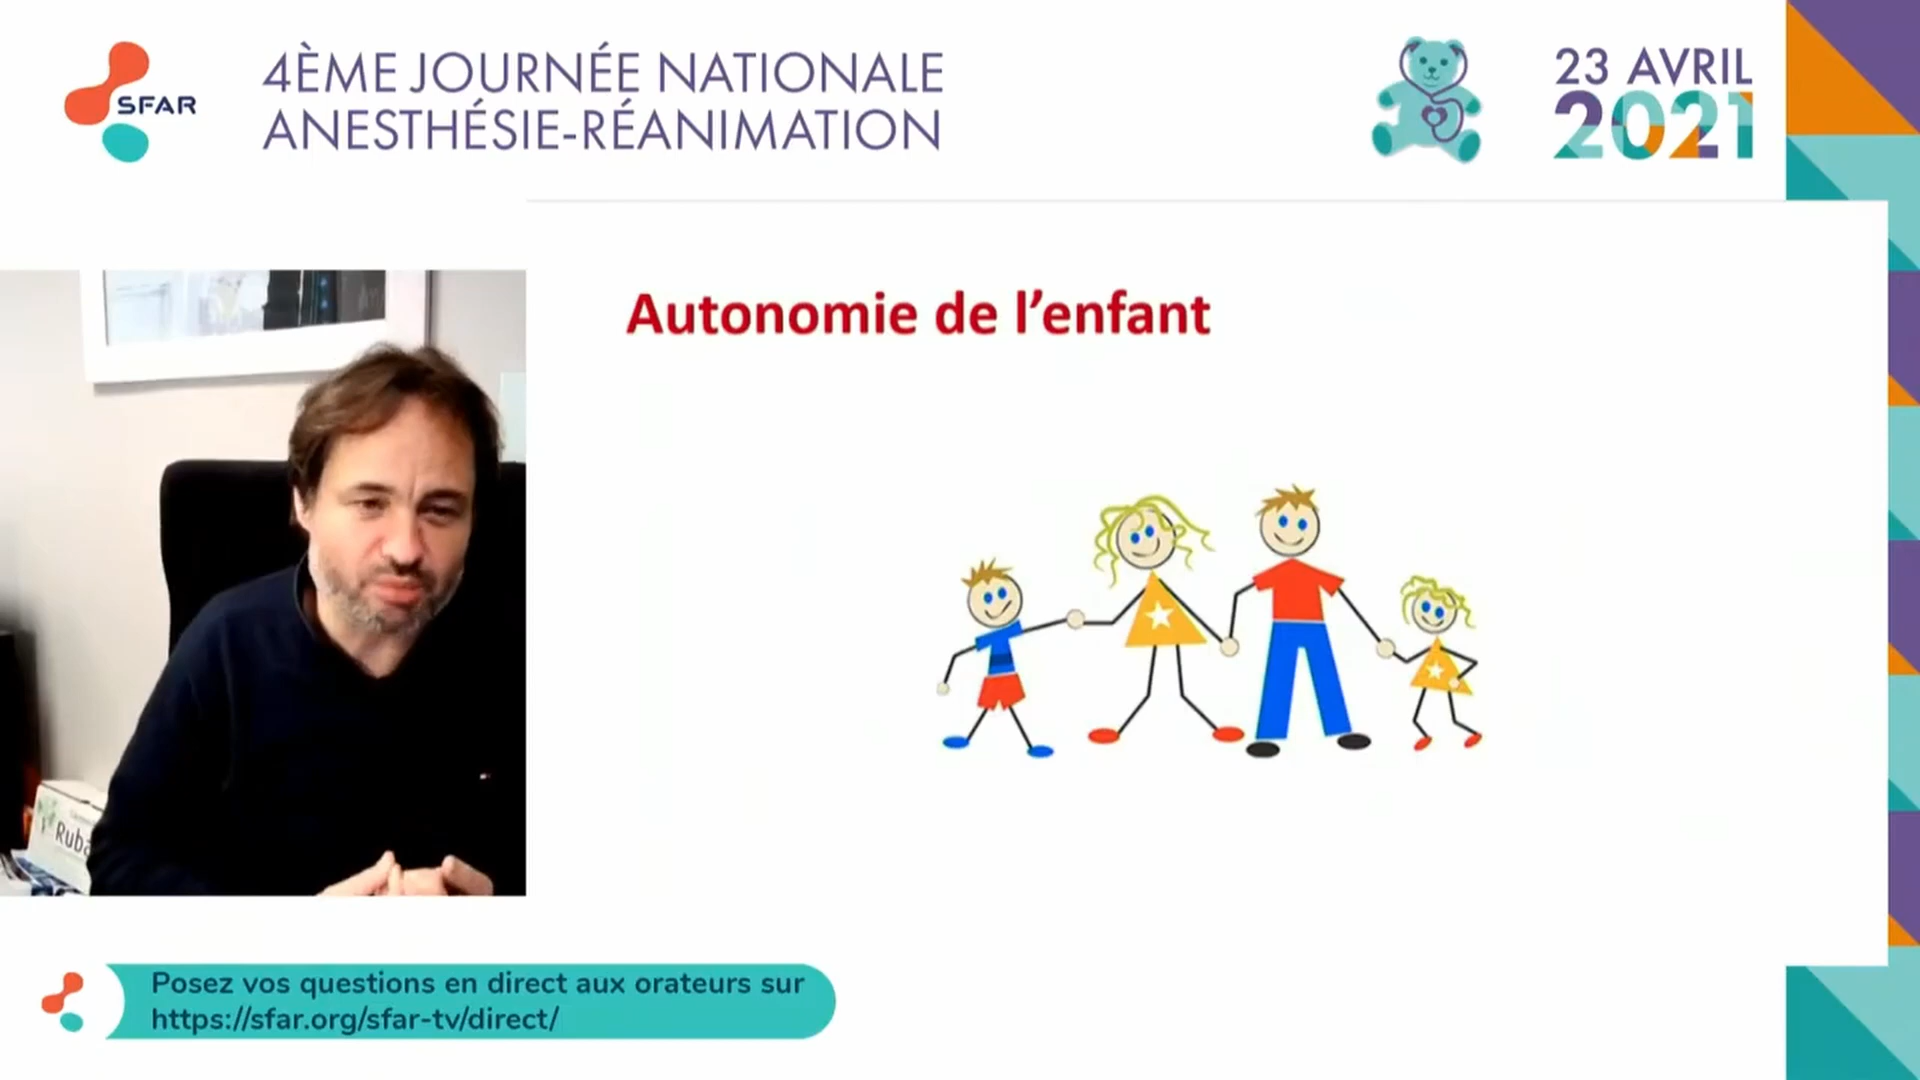 SFAR
4ÈME JOURNÉE NATIONALE
ANESTHÉSIE-RÉANIMATION
23 AVRIL
2021
Autonomie de l’enfant
Posez vos questions en direct aux orateurs sur
https://sfar.org/sfar-tv/direct/